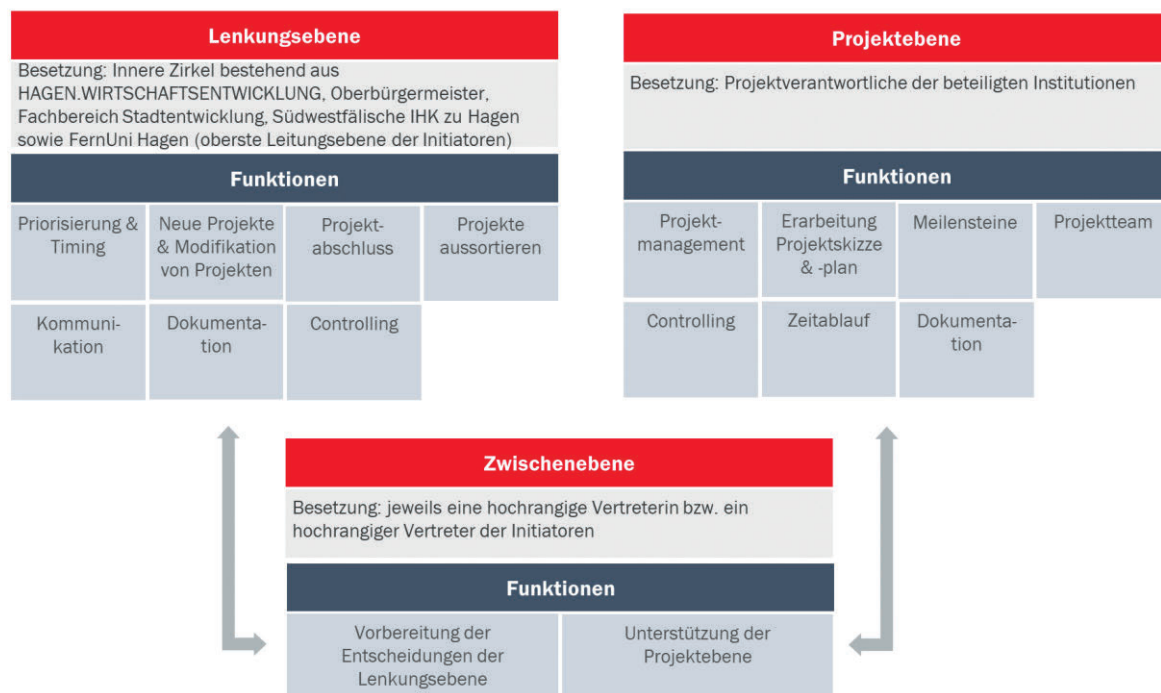 Lenkungsebene
Besetzung: Innere Zirkel bestehend aus
HAGEN.WIRTSCHAFTSENTWICKLUNG, Oberbürgermeister,
Fachbereich Stadtentwicklung, Südwestfälische IHK zu Hagen
sowie FernUni Hagen (oberste Leitungsebene der Initiatoren)
Funktionen
Priorisierung &
Timing
Neue Projekte
& Modifikation
von Projekten
Projekt-
abschluss
Projekte
aussortieren
Kommuni-
kation
Dokumenta-
tion
Controlling
Projektebene
Besetzung: Projektverantwortliche der beteiligten Institutionen
Funktionen
Projekt-
management
Erarbeitung
Projektskizze
& -plan
Meilensteine
Projektteam
Controlling
Zeitablauf
Dokumenta-
tion
Zwischenebene
Besetzung: jeweils eine hochrangige Vertreterin bzw. ein
hochrangiger Vertreter der Initiatoren
Funktionen
Vorbereitung der
Entscheidungen der
Lenkungsebene
Unterstützung der
Projektebene